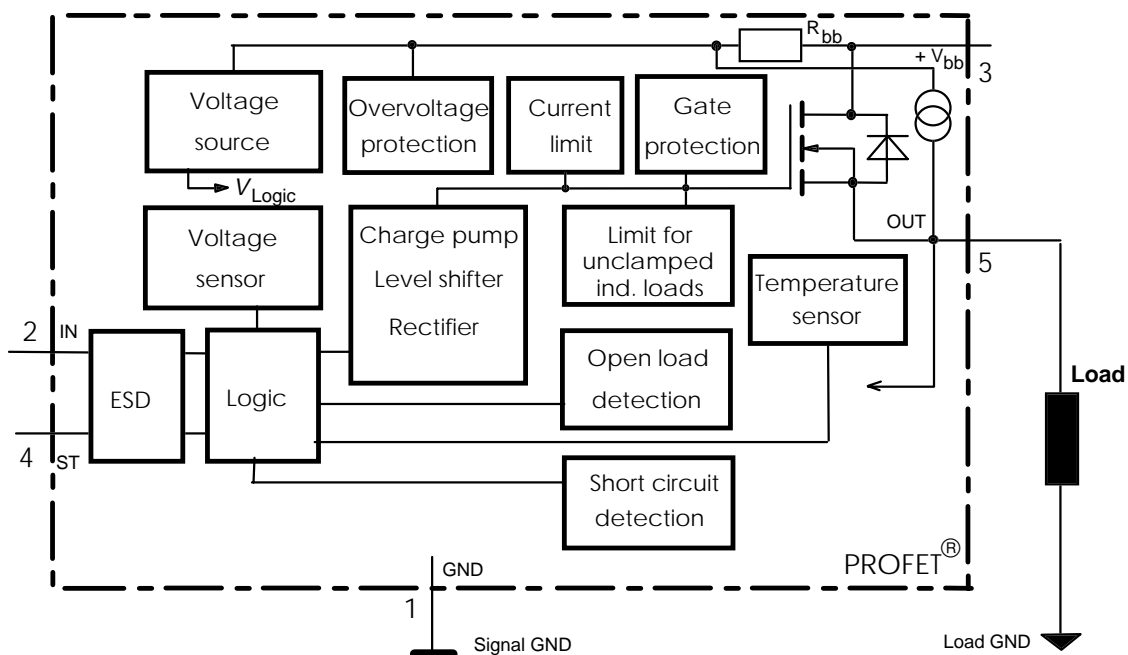 R bb
+ V bb
3
Voltage
source
Overvoltage
protection
Current
limit
Gate
protection
V Logic
Voltage
sensor
Charge pump
Level shifter
Rectifier
Limit for
unclamped
ind. loads
OUT
5
Temperature
sensor
2
IN
ESD
Logic
Open load
detection
Load
4
ST
Short circuit
detection
PROFET®
GND
1
Signal GND
Load GND